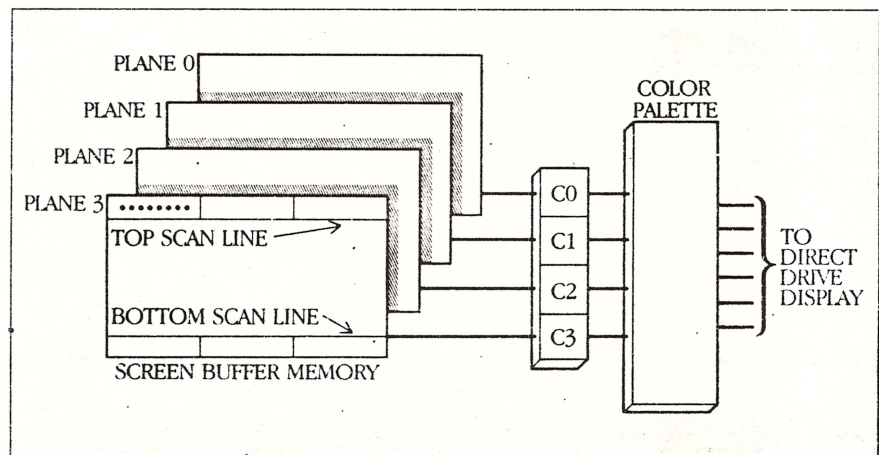 PLANE 0
PLANE 1
PLANE 2
PLANE 3
TOP SCAN LINE
BOTTOM SCAN LINE
SCREEN BUFFER MEMORY
C0
C1
C2
C3
COLOR
PALETTE
TO
DIRECT
DRIVE
DISPLAY